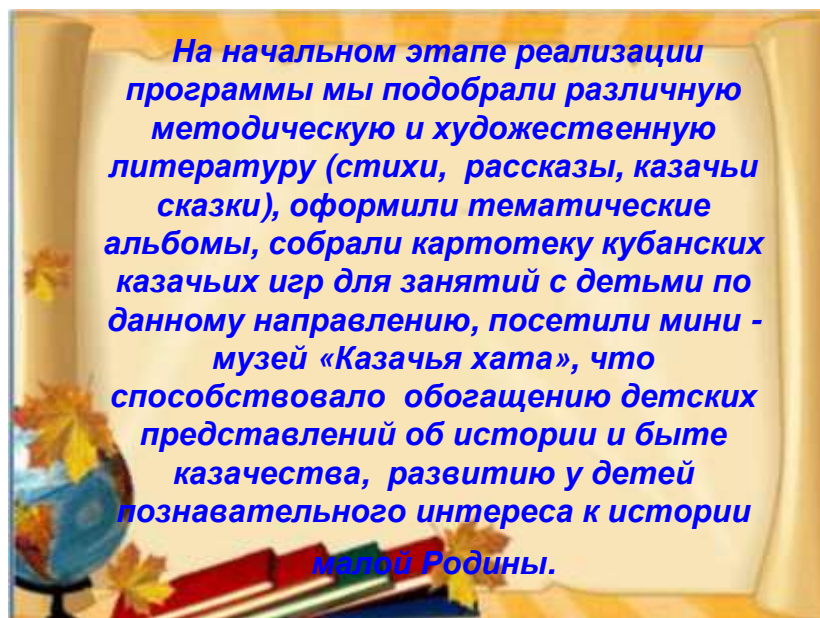 На начальном этапе реализации
программы мы подобрали различную
методическую и художественную
литературу (стихи, рассказы, казачьи
сказки), оформили тематические
альбомы, собрали картотеку кубанских
казачьих игр для занятий с детьми по
данному направлению, посетили мини -
музей «Казачья хата», что
способствовало обогащению детских
представлений об истории и быте
казачества, развитию у детей
познавательного интереса к истории
малой Родины.